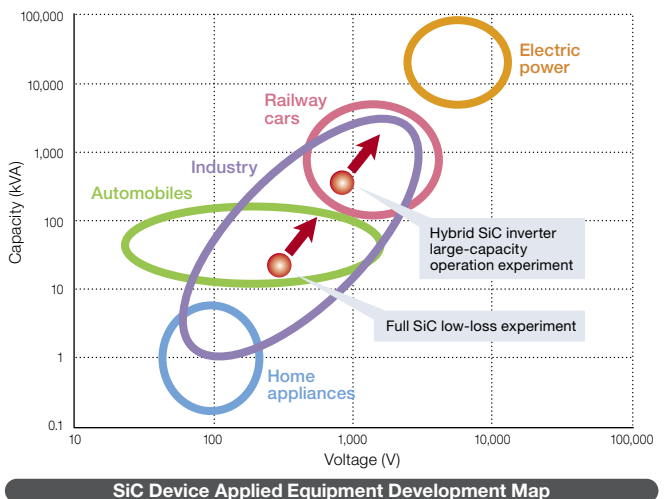 100,000
10,000
1,000
100
10
1
0.1
Capacity (kVA)
Electric
power
Railway
cars
Industry
Automobiles
Hybrid SiC inverter
large-capacity
operation experiment
Full SiC low-loss experiment
Home
appliances
10
100
1,000
10,000
100,000
Voltage (V)
SiC Device Applied Equipment Development Map